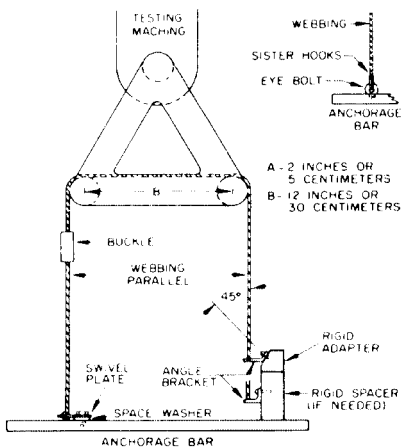 TESTING
MACHING
WEBBING
SISTER HOOKS
EYE BOLT
ANCHORAGE
BAR
A - 2 INCHES OR
5 CENTIMETERS
B - 12 INCHES OR
30 CENTIMETERS
B
BUCKLE
WEBBING
PARALLEL
45°
RIGID
ADAPTER
SWIVEL
PLATE
ANGLE
BRACKET
RIGID SPACER
(IF NEEDED)
SPACE WASHER
ANCHORAGE BAR